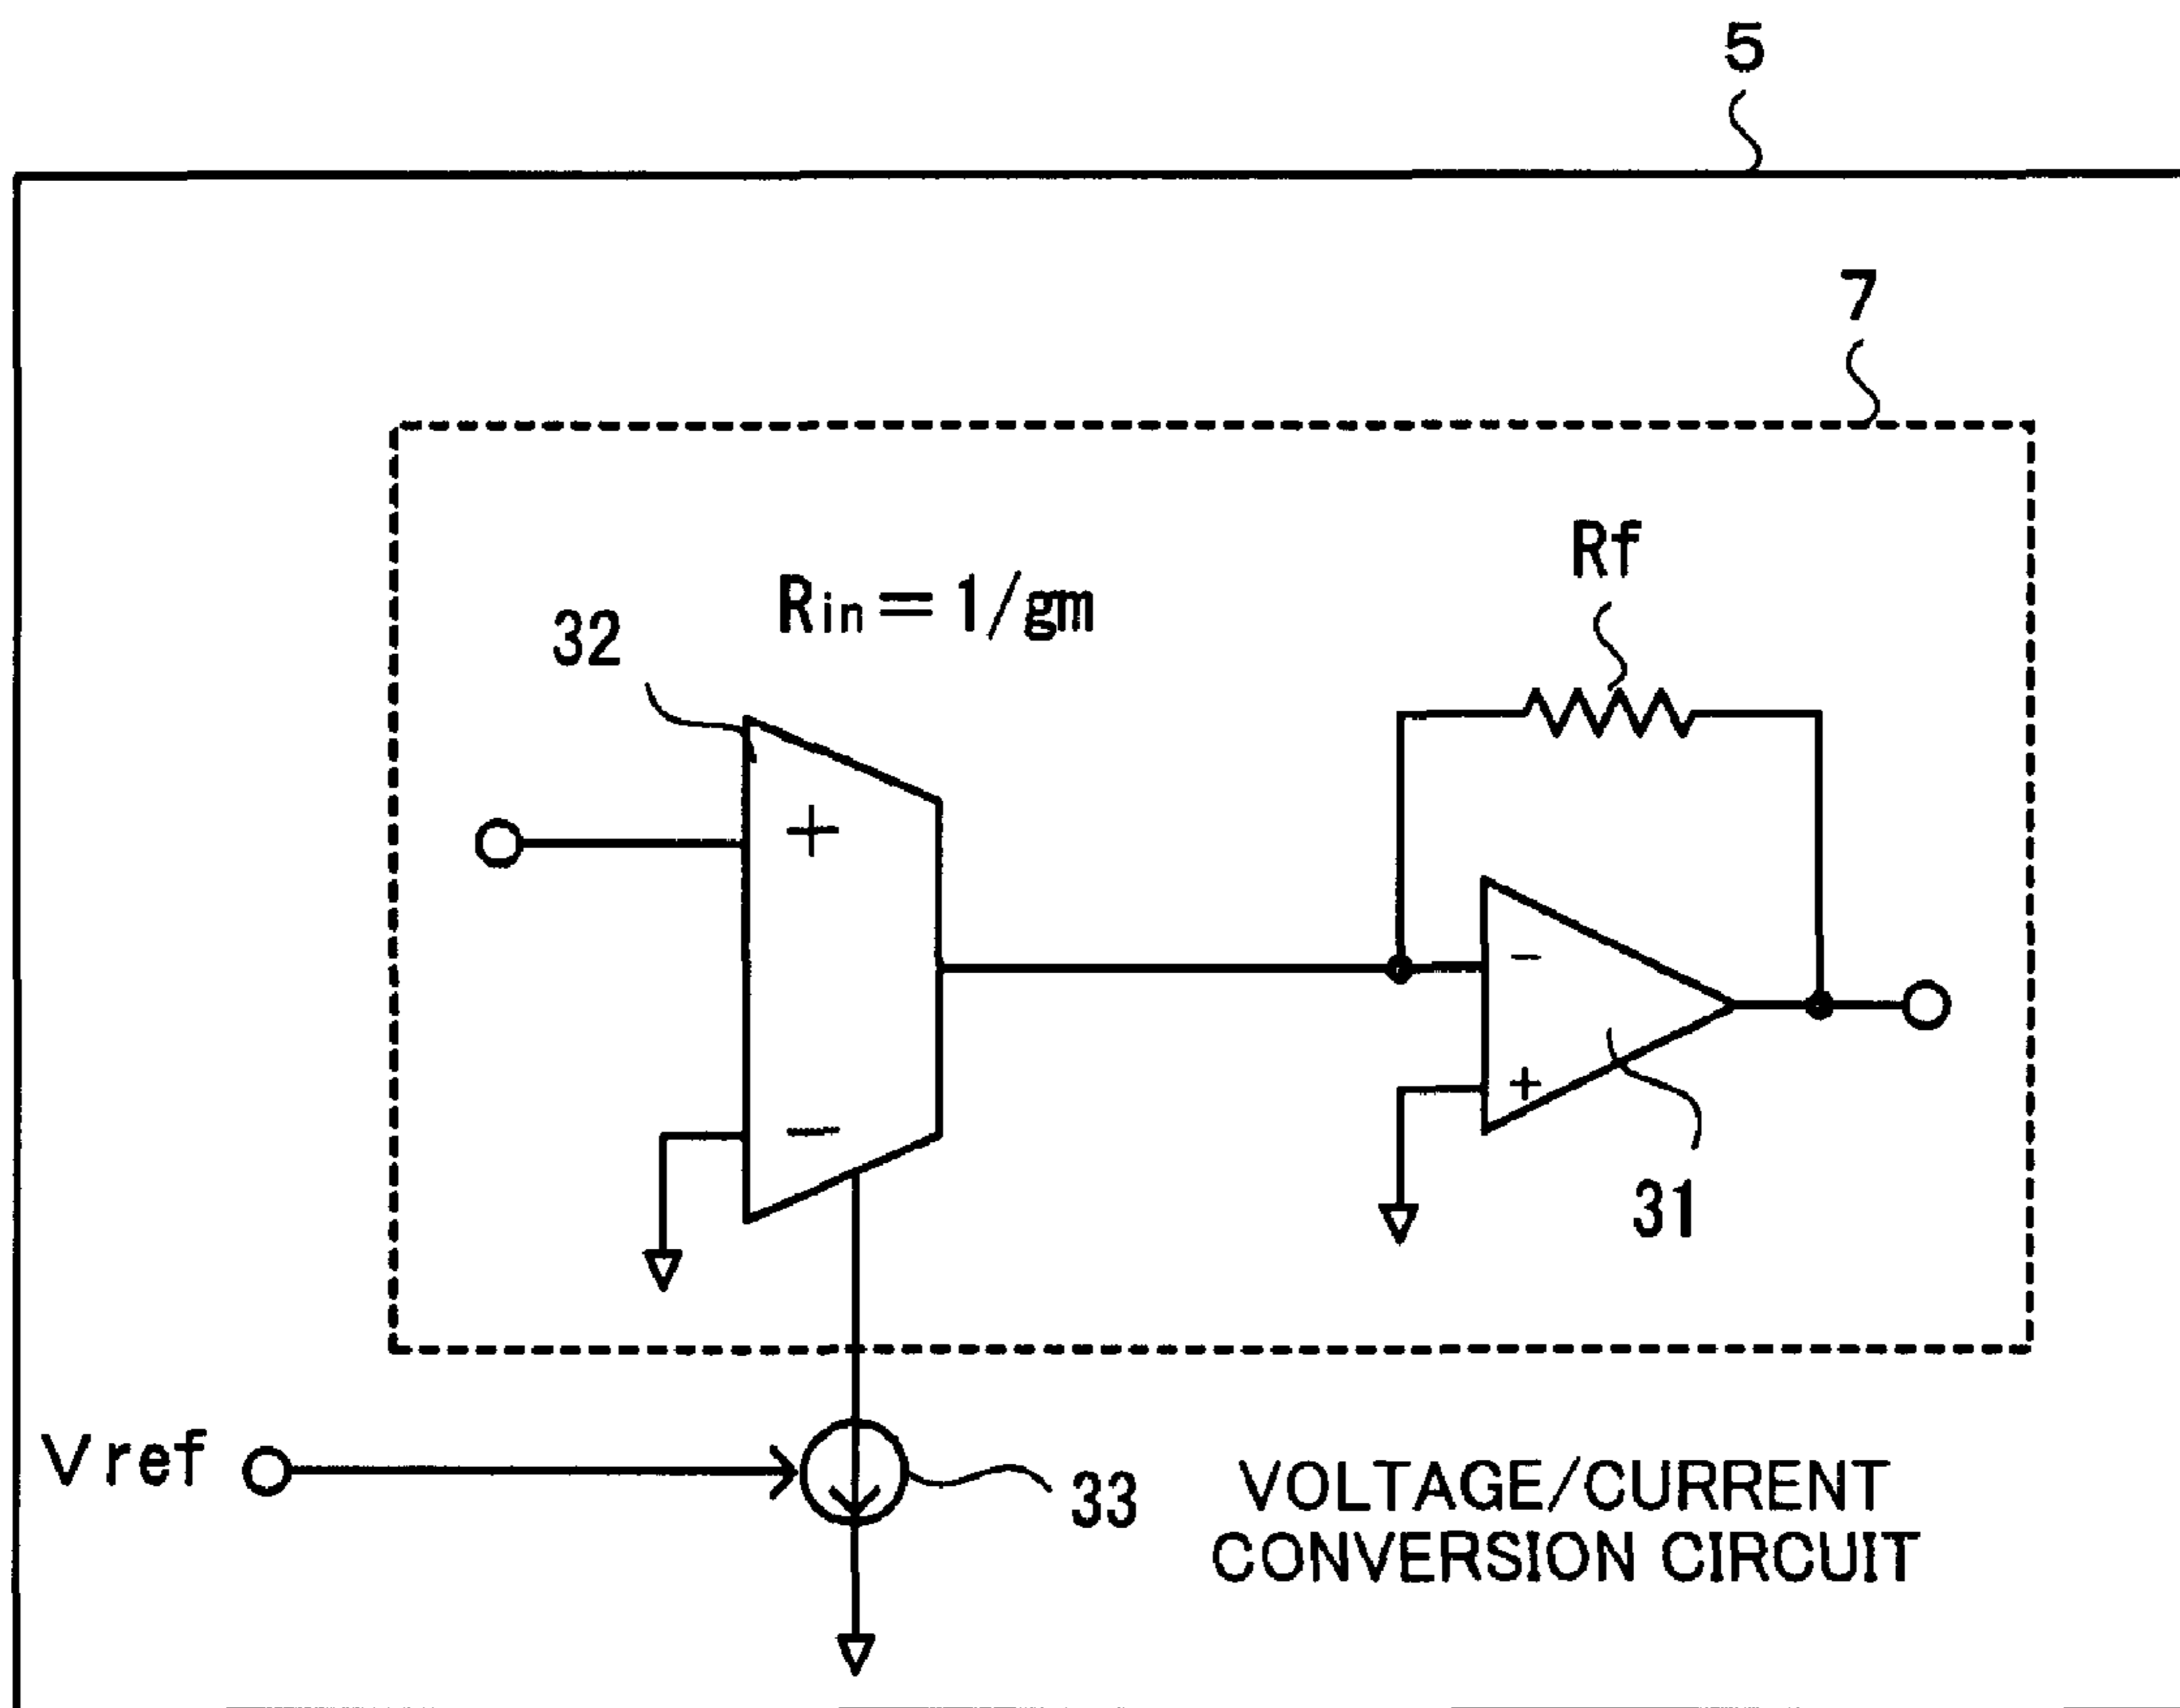 5
7
Rf
Rin=1/gm
32
+
−
−
+
31
Vref
33
VOLTAGE/CURRENT
CONVERSION CIRCUIT